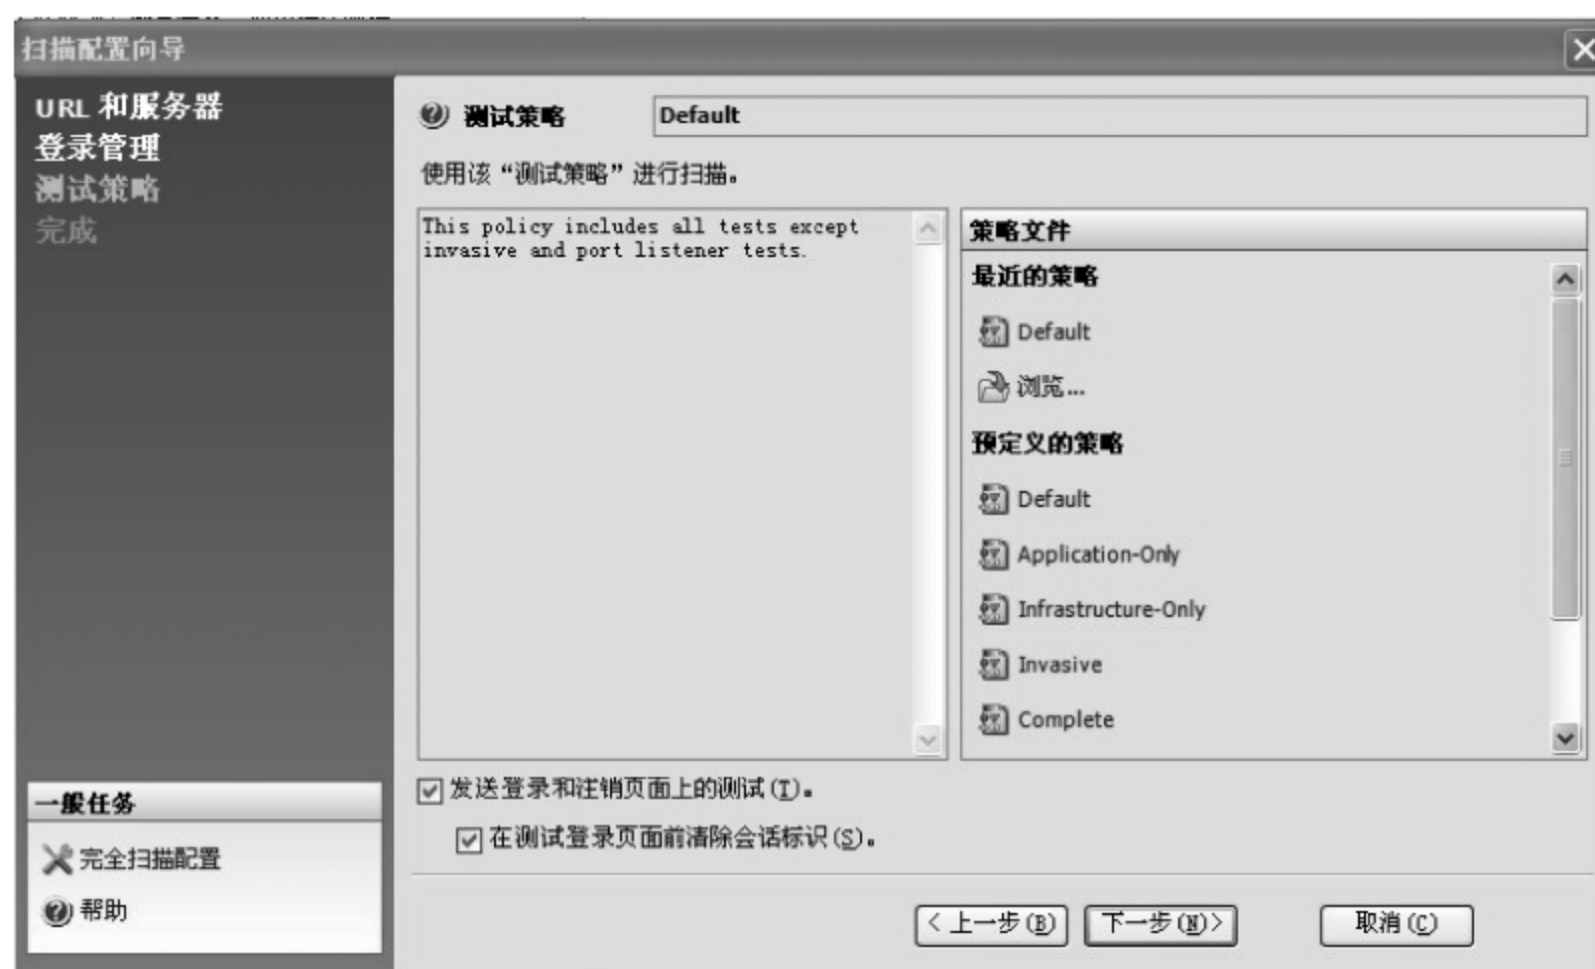 扫描配置向导
URL 和服务器
登录管理
测试策略
完成
测试策略
Default
使用该“测试策略”进行扫描。
This policy includes all tests except
invasive and port listener tests.
策略文件
最近的策略
Default
浏览...
预定义的策略
Default
Application-Only
Infrastructure-Only
Invasive
Complete
发送登录和注销页面上的测试(T)。
在测试登录页面前清除会话标识(S)。
一般任务
完全扫描配置
帮助
<上一步(B)
下一步(N)>
取消(C)